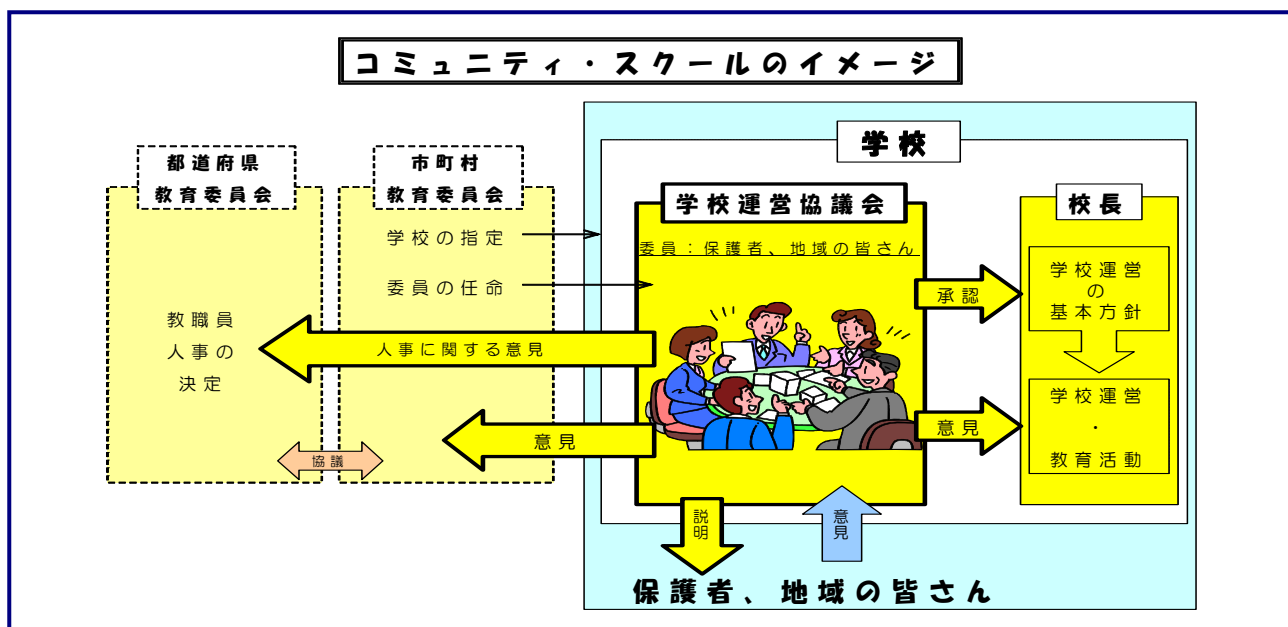 コミュニティ・スクールのイメージ
都道府県
教育委員会
教職員
人事の
決定
市町村
教育委員会
学校の指定
委員の任命
人事に関する意見
意見
協議
学校
学校運営協議会
委員:保護者、地域の皆さん
承認
意見
校長
学校運営
の
基本方針
学校運営
・
教育活動
説明
意見
保護者、地域の皆さん